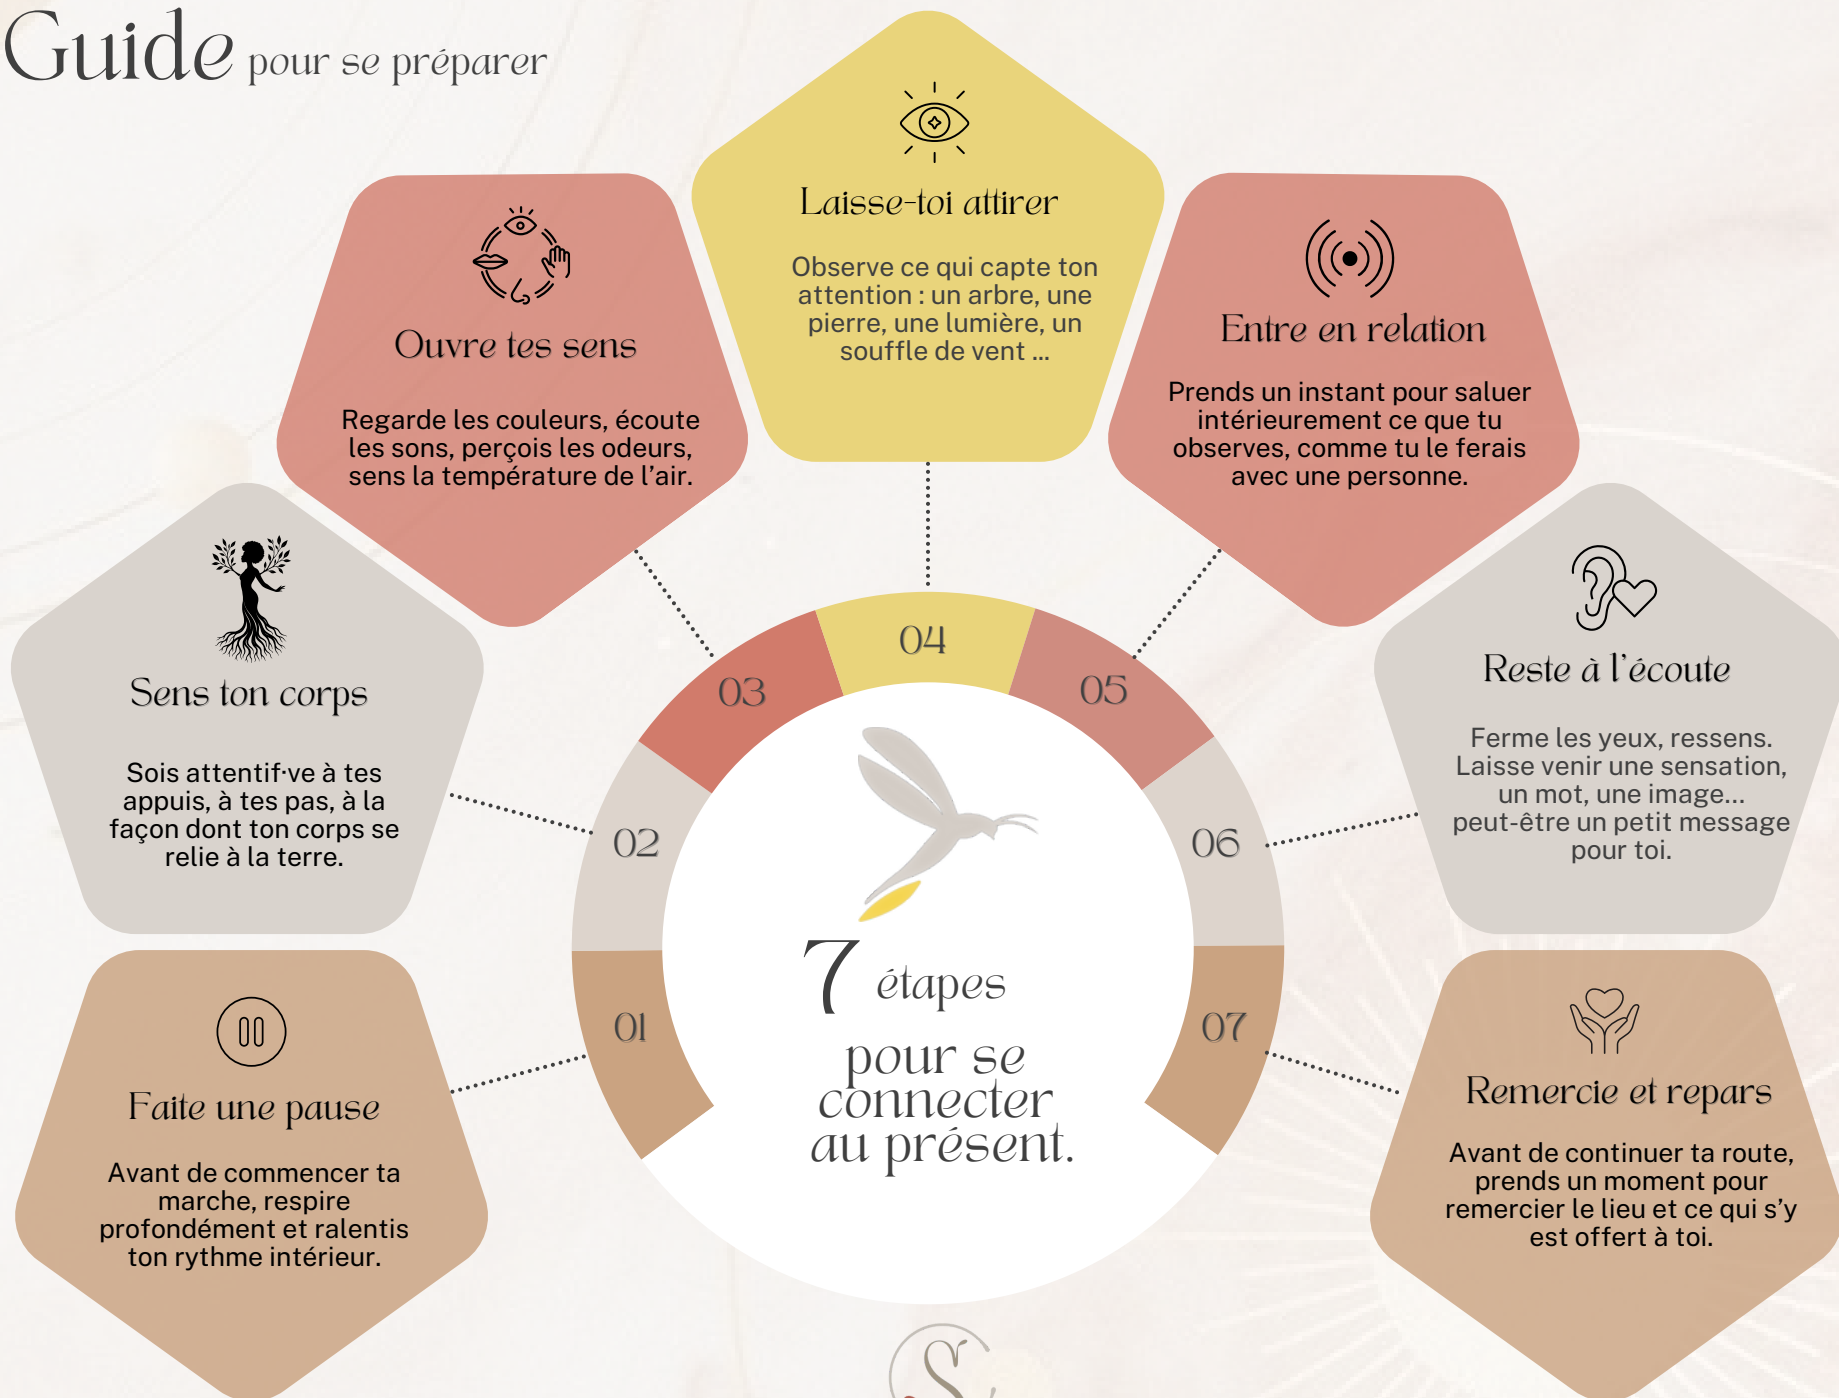 Guide pour se préparer
Laisse-toi attirer
Observe ce qui capte ton
attention : un arbre, une
pierre, une lumière, un
souffle de vent ...
Ouvre tes sens
Regarde les couleurs, écoute
les sons, perçois les odeurs,
sens la température de l’air.
Entre en relation
Prends un instant pour saluer
intérieurement ce que tu
observes, comme tu le ferais
avec une personne.
Sens ton corps
Sois attentif·ve à tes
appuis, à tes pas, à la
façon dont ton corps se
relie à la terre.
Reste à l’écoute
Ferme les yeux, ressens.
Laisse venir une sensation,
un mot, une image...
peut-être un petit message
pour toi.
Faite une pause
Avant de commencer ta
marche, respire
profondément et ralentis
ton rythme intérieur.
Remercie et repars
Avant de continuer ta route,
prends un moment pour
remercier le lieu et ce qui s’y
est offert à toi.
01
02
03
04
05
06
07
7 étapes
pour se
connecter
au présent.
S